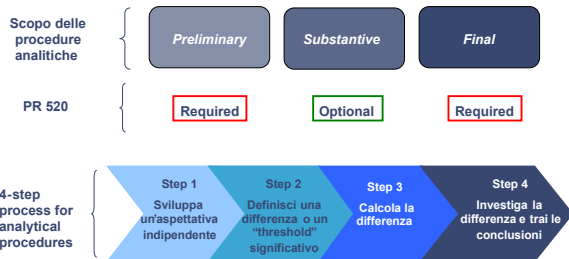 Scopo delle
procedure
analitiche
Preliminary
Substantive
Final
PR 520
Required
Optional
Required
4-step
process for
analytical
procedures
Step 1
Sviluppa
un'aspettativa
indipendente
Step 2
Definisci una
differenza o un
“threshold”
significativo
Step 3
Calcola la
differenza
Step 4
Investiga la
differenza e trai le
conclusioni